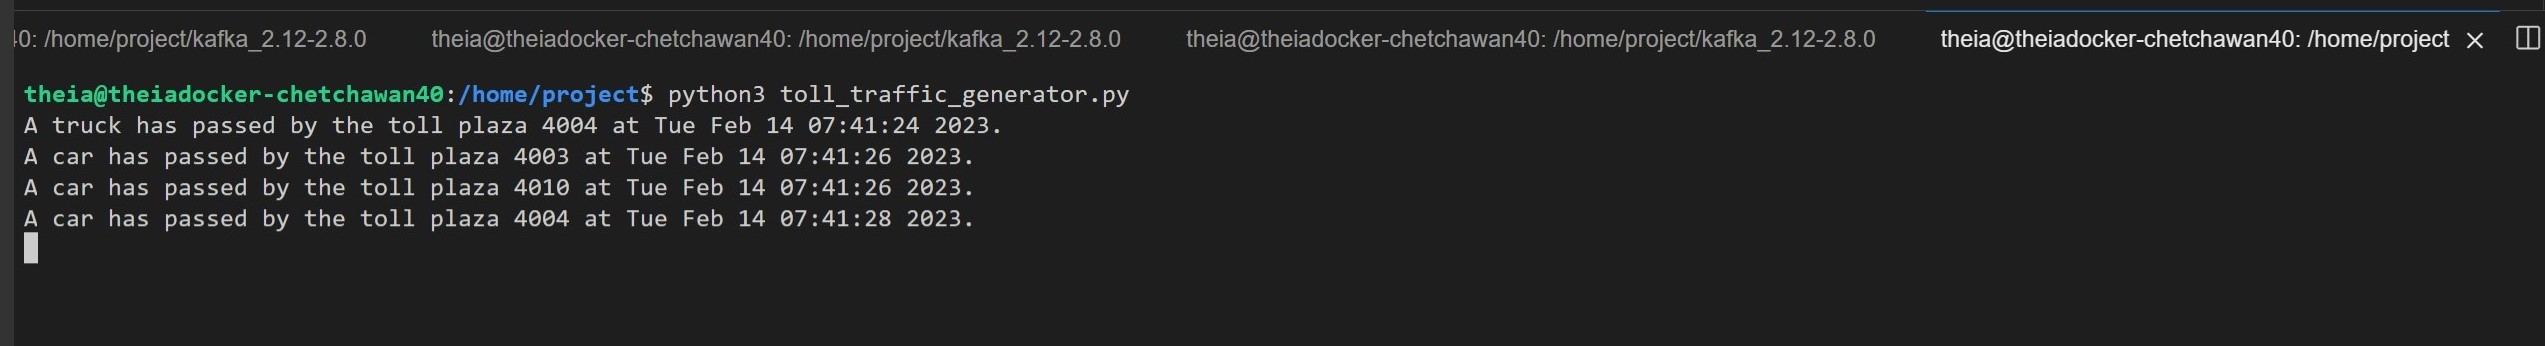 40: /home/project/kafka_2.12-2.8.0 theia@theiadocker-chetchawan40: /home/project/kafka_2.12-2.8.0 theia@theiadocker-chetchawan40: /home/project/kafka_2.12-2.8.0 theia@theiadocker-chetchawan40: /home/project
theia@theiadocker-chetchawan40:/home/project$ python3 toll_traffic_generator.py
A truck has passed by the toll plaza 4004 at Tue Feb 14 07:41:24 2023.
A car has passed by the toll plaza 4003 at Tue Feb 14 07:41:26 2023.
A car has passed by the toll plaza 4010 at Tue Feb 14 07:41:26 2023.
A car has passed by the toll plaza 4004 at Tue Feb 14 07:41:28 2023.